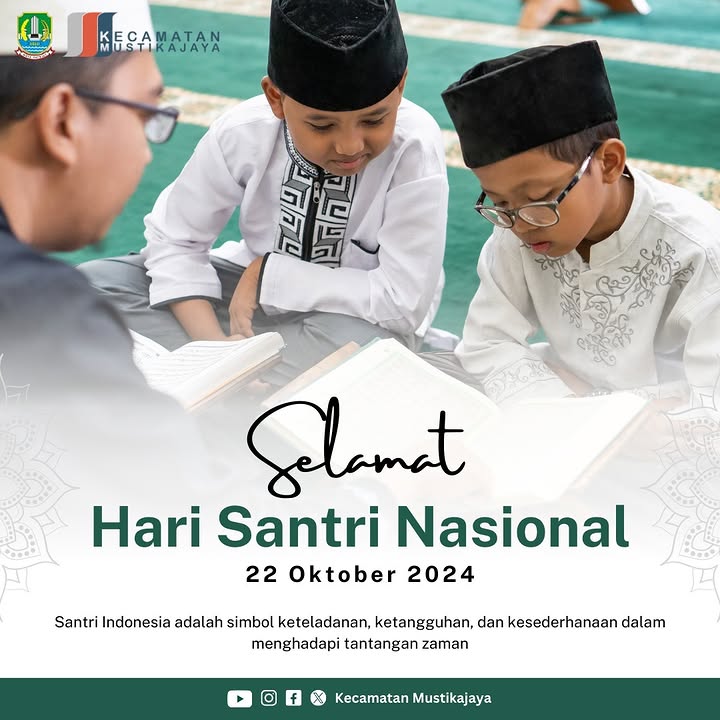 KECAMATAN
MUSTIKAJAYA
Selamat
Hari Santri Nasional
22 Oktober 2024
Santri Indonesia adalah simbol keteladanan, ketangguhan, dan kesederhanaan dalam
menghadapi tantangan zaman
Kecamatan Mustikajaya